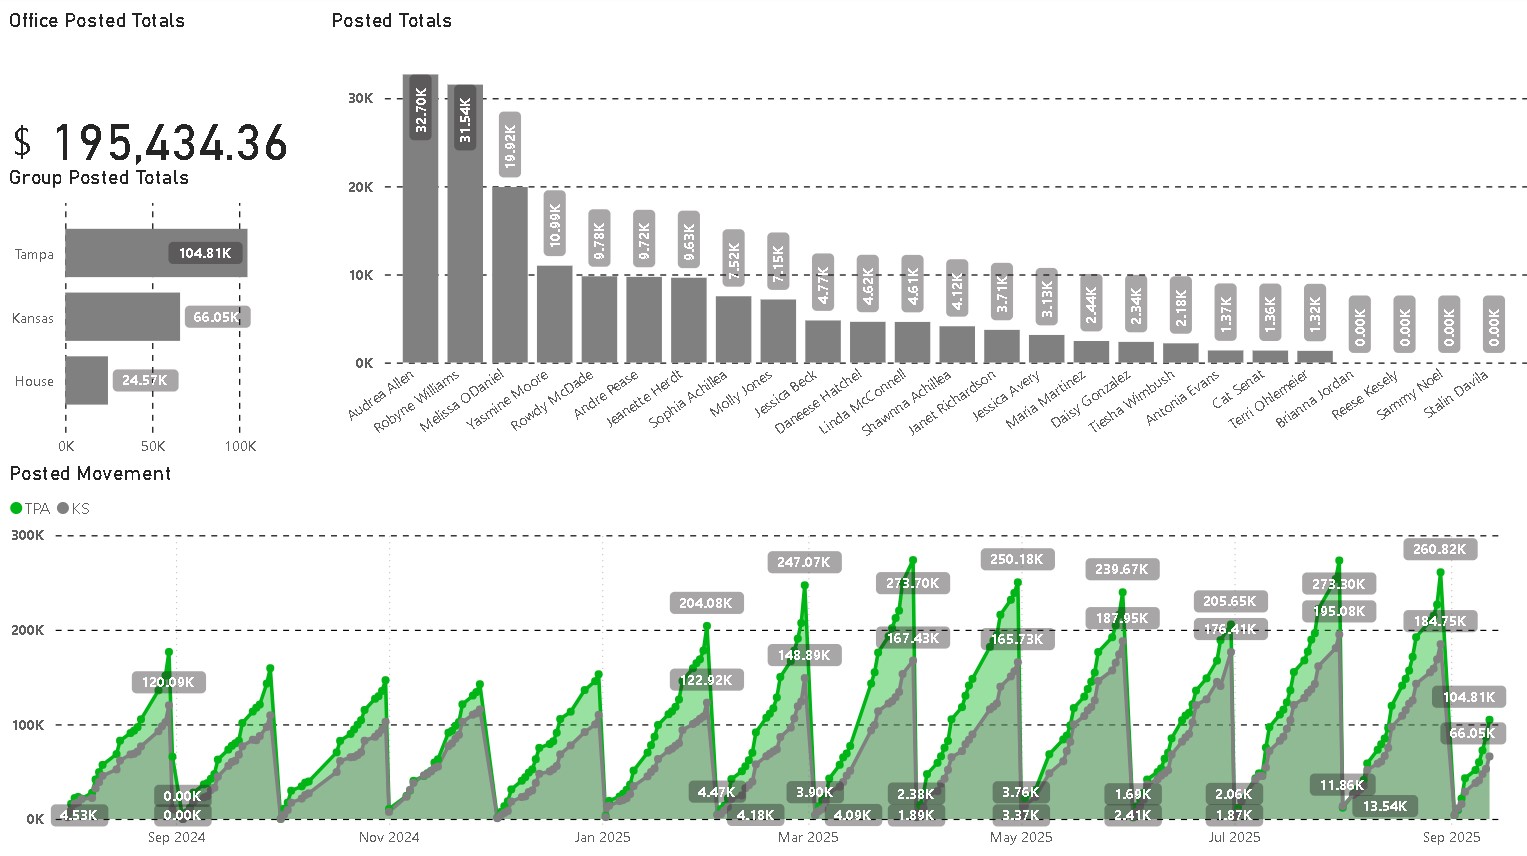 Office Posted Totals
$ 195,434.36
Group Posted Totals
Tampa 104.81K
Kansas 66.05K
House 24.57K
0K 50K 100K
Posted Totals
30K
20K
10K
0K
32.70K 31.54K 19.92K 10.99K 9.78K 9.72K 9.63K 7.52K 7.15K 4.77K 4.62K 4.61K 4.12K 3.71K 3.13K 2.44K 2.34K 2.18K 1.37K 1.36K 1.32K 0.00K 0.00K 0.00K 0.00K
Audrea Allen
Robyne Williams
Melissa ODaniel
Yasmine Moore
Rowdy McDade
Andre Pease
Jeanette Herdt
Sophia Achillea
Molly Jones
Jessica Beck
Daneese Hatchel
Linda McConnell
Shawnna Achillea
Janet Richardson
Jessica Avery
Maria Martinez
Daisy Gonzalez
Tiesha Wimbush
Antonia Evans
Cat Senat
Terri Ohlemeier
Brianna Jordan
Reese Kesely
Sammy Noel
Stalin Davila
Posted Movement
TPA KS
300K
200K
100K
0K
4.53K
120.09K
0.00K
0.00K
204.08K
122.92K
4.47K
4.18K
247.07K
148.89K
3.90K
4.09K
273.70K
167.43K
2.38K
1.89K
250.18K
165.73K
3.76K
3.37K
239.67K
187.95K
1.69K
2.41K
205.65K
176.41K
2.06K
1.87K
273.30K
195.08K
11.86K
13.54K
260.82K
184.75K
104.81K
66.05K
Sep 2024 Nov 2024 Jan 2025 Mar 2025 May 2025 Jul 2025 Sep 2025